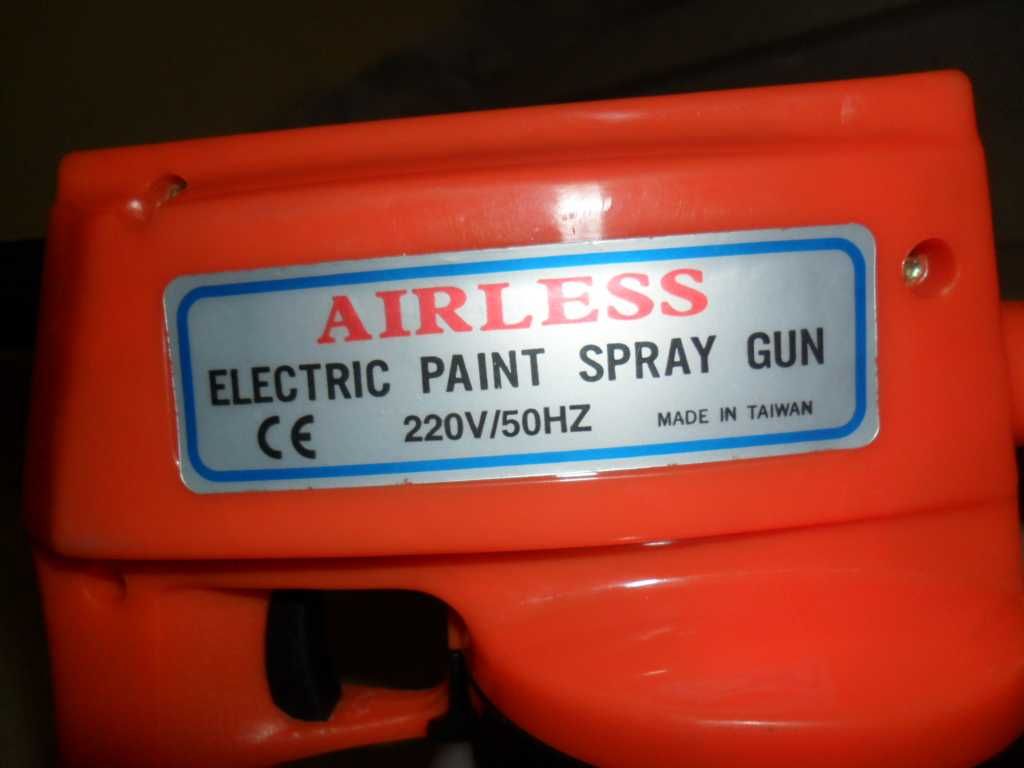 AIRLESS
ELECTRIC PAINT SPRAY GUN
CE 220V/50HZ MADE IN TAIWAN